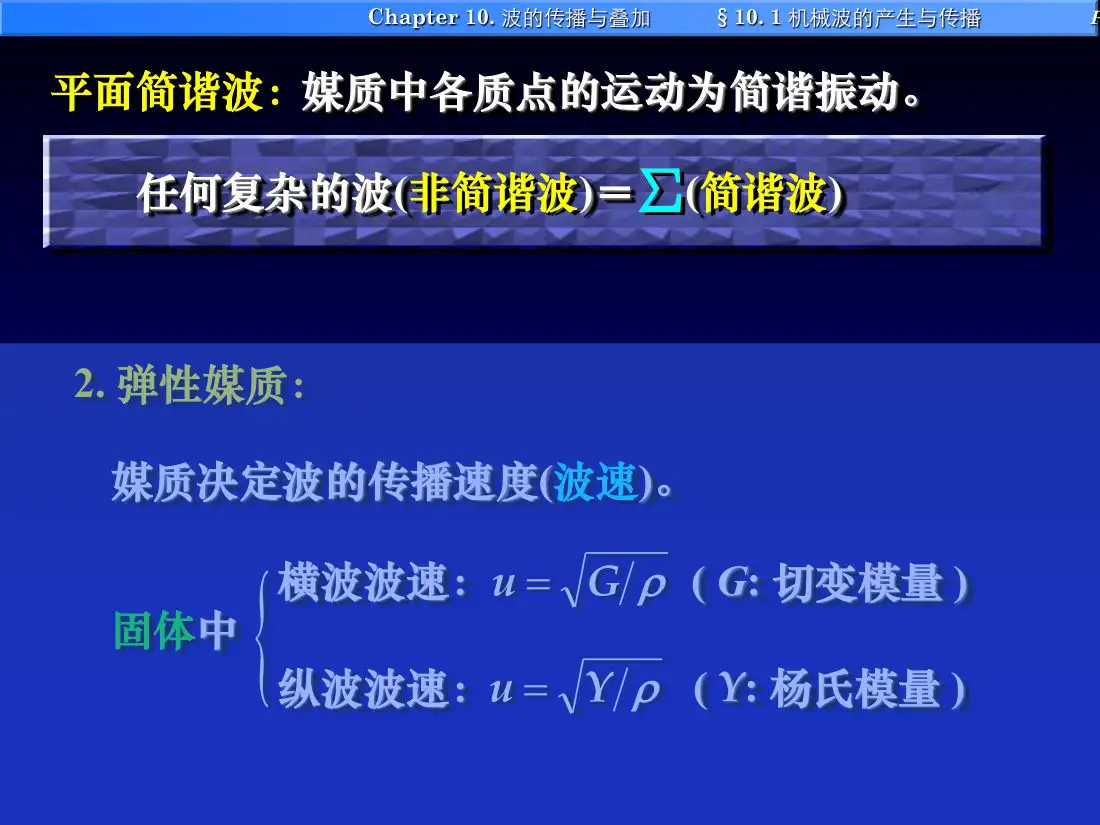 Chapter 10. 波的传播与叠加 §10.1 机械波的产生与传播
平面简谐波：媒质中各质点的运动为简谐振动。
任何复杂的波(非简谐波)=∑(简谐波)
2. 弹性媒质：
媒质决定波的传播速度(波速)。
固体中
横波波速：u = √G/ρ ( G: 切变模量 )
纵波波速：u = √Y/ρ ( Y: 杨氏模量 )